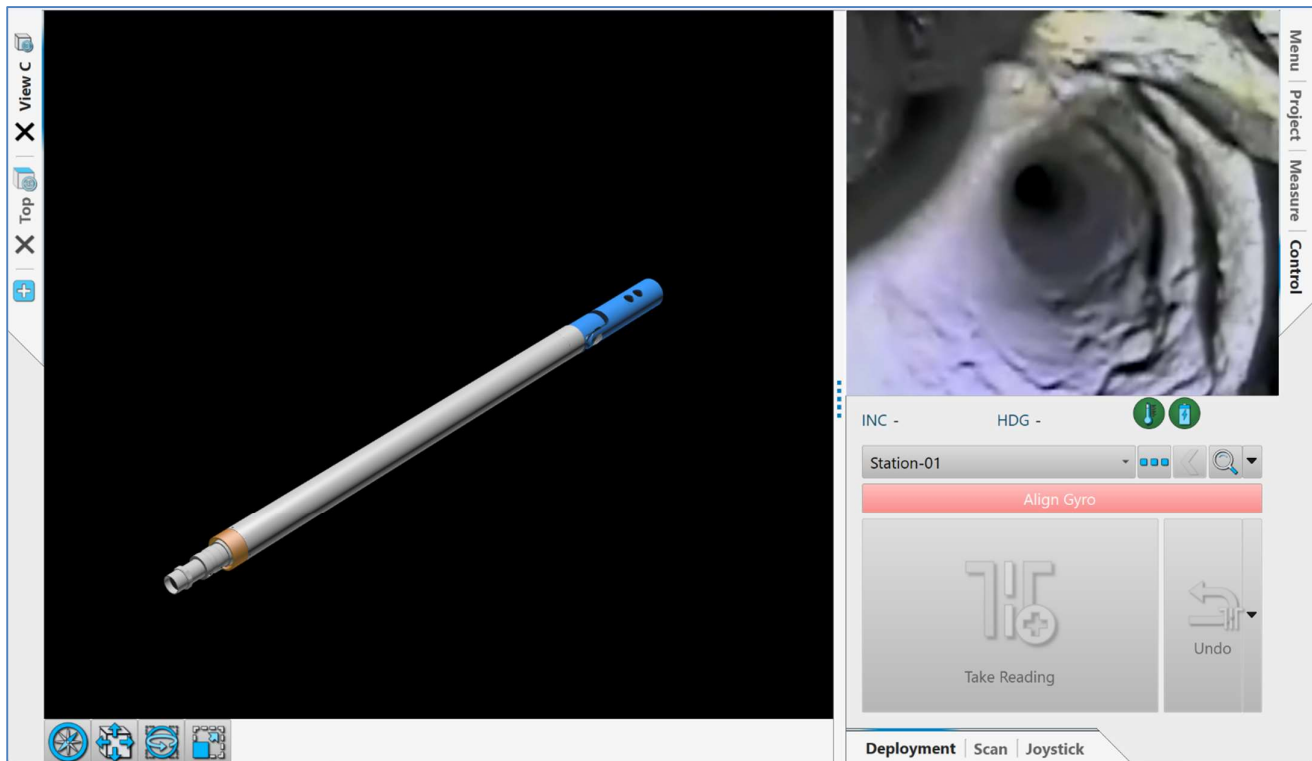 View C
Top
Menu
Project
Measure
Control
INC -
HDG -
Station-01
Align Gyro
Take Reading
Undo
Deployment
Scan
Joystick